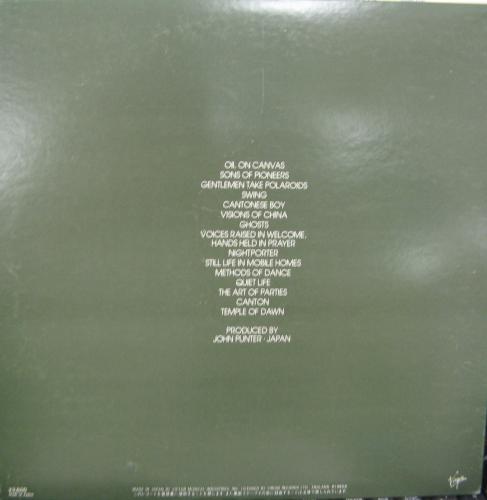 OIL ON CANVAS
SONS OF PIONEERS
GENTLEMEN TAKE POLAROIDS
SWING
CANTONESE BOY
VISIONS OF CHINA
GHOSTS
VOICES RAISED IN WELCOME,
HANDS HELD IN PRAYER
NIGHTPORTER
STILL LIFE IN MOBILE HOMES
METHODS OF DANCE
QUIET LIFE
THE ART OF PARTIES
CANTON
TEMPLE OF DAWN
PRODUCED BY
JOHN PUNTER · JAPAN
Virgin